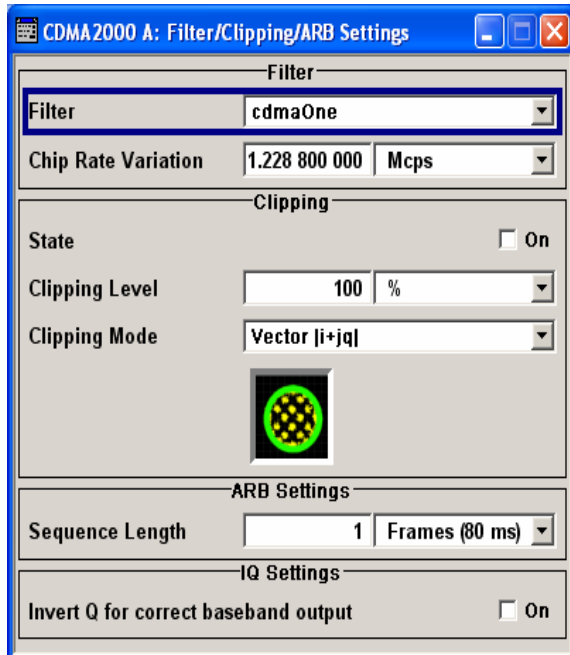 CDMA2000 A: Filter/Clipping/ARB Settings
Filter
Filter cdmaOne
Chip Rate Variation 1.228 800 000 Mcps
Clipping
State On
Clipping Level 100 %
Clipping Mode Vector |i+jq|
ARB Settings
Sequence Length 1 Frames (80 ms)
IQ Settings
Invert Q for correct baseband output On